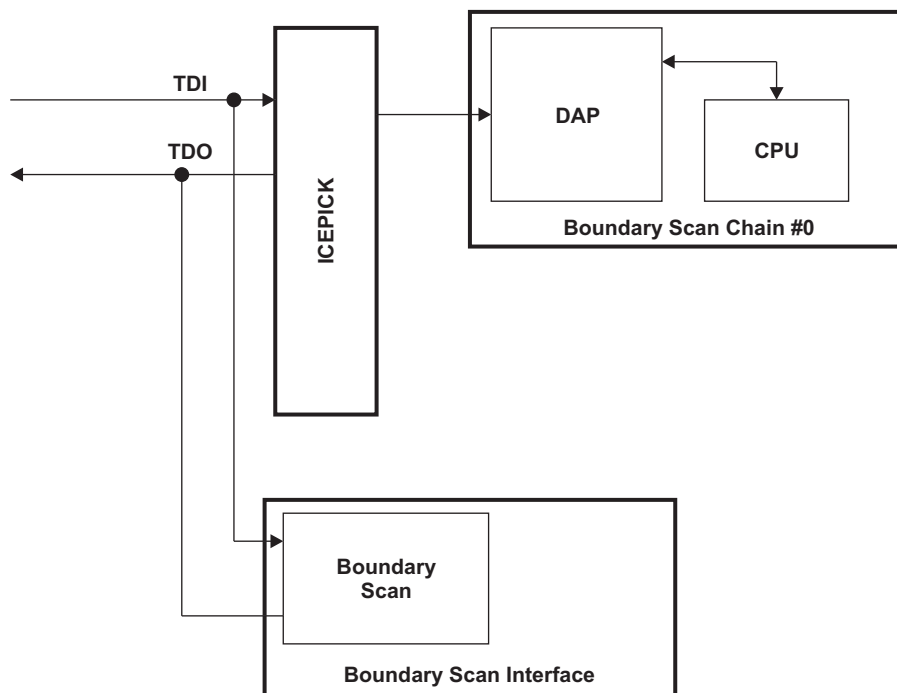 TDI
TDO
ICEPICK
DAP
CPU
Boundary Scan Chain #0
Boundary
Scan
Boundary Scan Interface